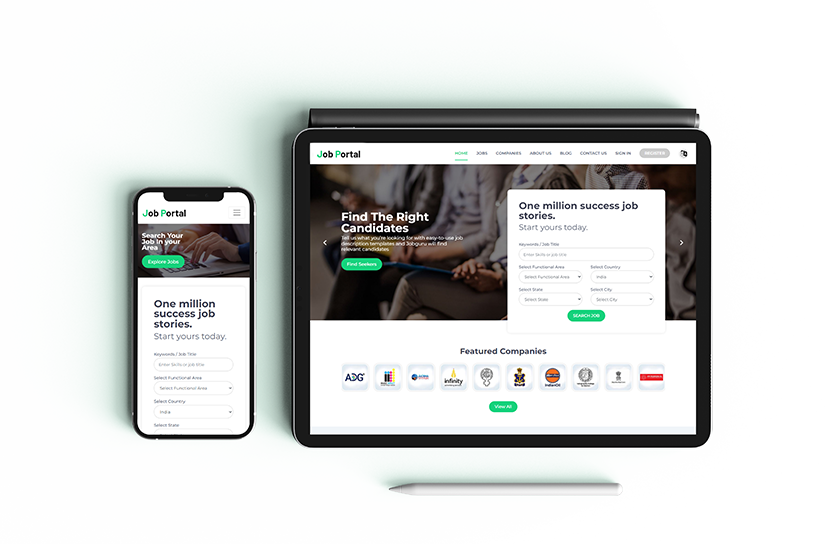 Job Portal
Search Your
Job in your
Area
Explore Jobs
One million
success job
stories.
Start yours today.
Keywords / Job Title
Enter Skills or job title
Select Functional Area
Select Functional Area
Select Country
India
Select State
Job Portal
HOME JOBS COMPANIES ABOUT US BLOG CONTACT US SIGN IN REGISTER
Find The Right
Candidates
Tell us what you're looking for with easy-to-use job
description templates and Jobguru will find
relevant candidates
Find Seekers
One million success job
stories.
Start yours today.
Keywords / Job Title
Enter Skills or job title
Select Functional Area Select Country
Select Functional Area India
Select State Select City
Select State Select City
SEARCH JOB
Featured Companies
ADG
infinity
IndianOil
View All